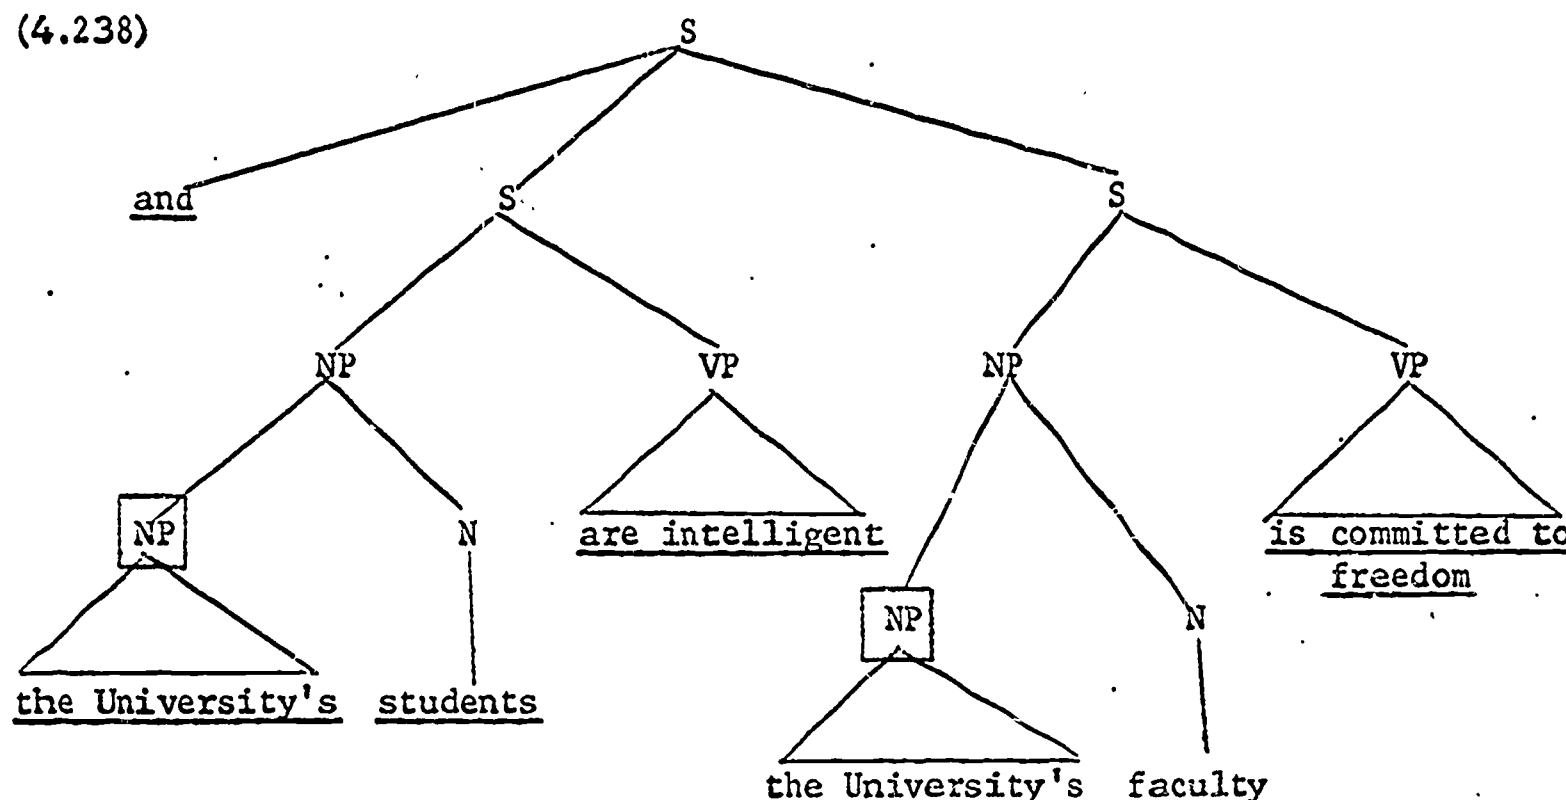 (4.238)
S
and S S
NP VP NP VP
NP N are intelligent is committed to
freedom
NP N
the University's students
the University's faculty